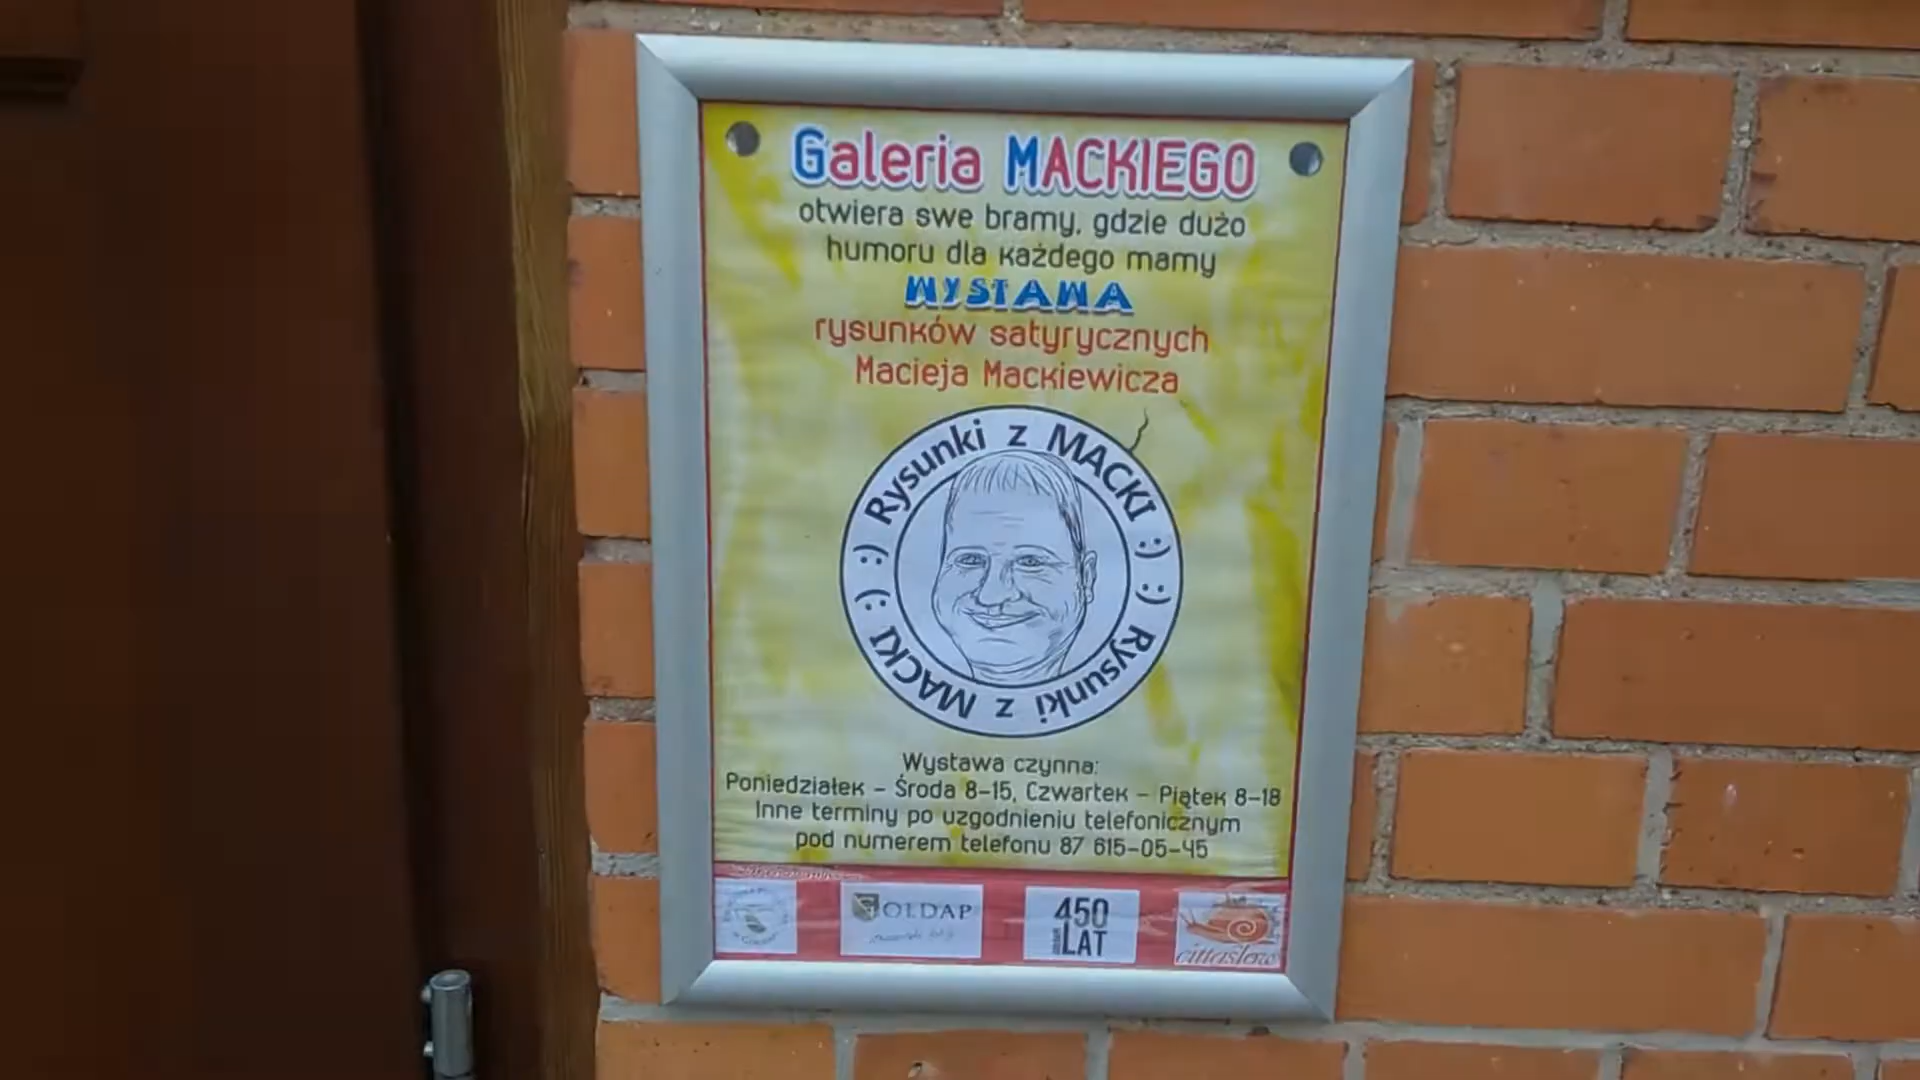 Galeria MACKIEGO
otwiera swe bramy, gdzie dużo
humoru dla każdego mamy
WYSTAWA
rysunków satyrycznych
Macieja Mackiewicza
Rysunki z MACKI :) :) Rysunki z MACKI :) :)
Wystawa czynna:
Poniedziałek – Środa 8–15, Czwartek – Piątek 8–18
Inne terminy po uzgodnieniu telefonicznym
pod numerem telefonu 87 615–05–45
GOŁDAP
450
LAT
cittaslow